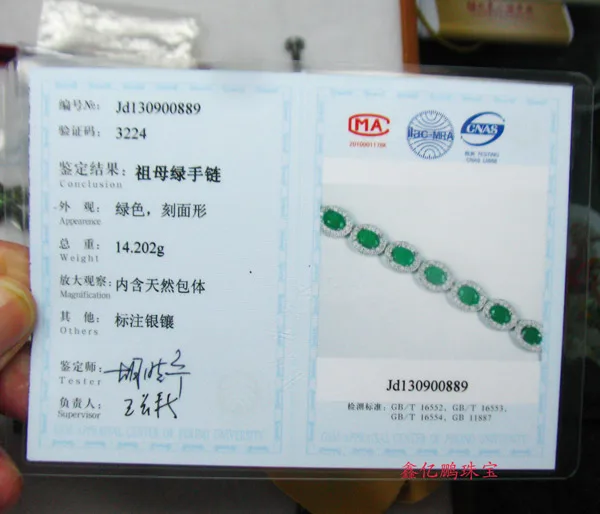 编号№: Jd130900889
验证码: 3224
鉴定结果: 祖母绿手链
Conclusion
外 观: 绿色, 刻面形
Appearence
总 重: 14.202g
Weight
放大观察: 内含天然包体
Magnification
其 他: 标注银镶
Others
鉴定师:
Tester
负责人:
Supervisor
MA
ilac-MRA
CNAS
Jd130900889
检测标准: GB/T 16552, GB/T 16553,
GB/T 16554, GB 11887
鑫亿鹏珠宝